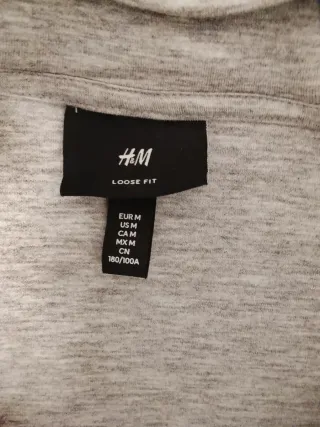 H&M
LOOSE FIT
EUR M
US M
CA M
MX M
CN
180/100A